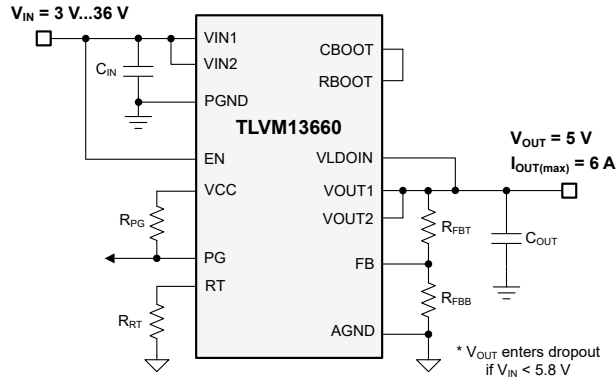 VIN = 3 V...36 V
VIN1
CBOOT
VIN2
CIN
RBOOT
PGND
TLVM13660
VOUT = 5 V
EN
VLDOIN
IOUT(max) = 6 A
VCC
VOUT1
VOUT2
RPG
RFBT
COUT
PG
FB
RT
RFBB
RRT
AGND
* VOUT enters dropout
if VIN < 5.8 V